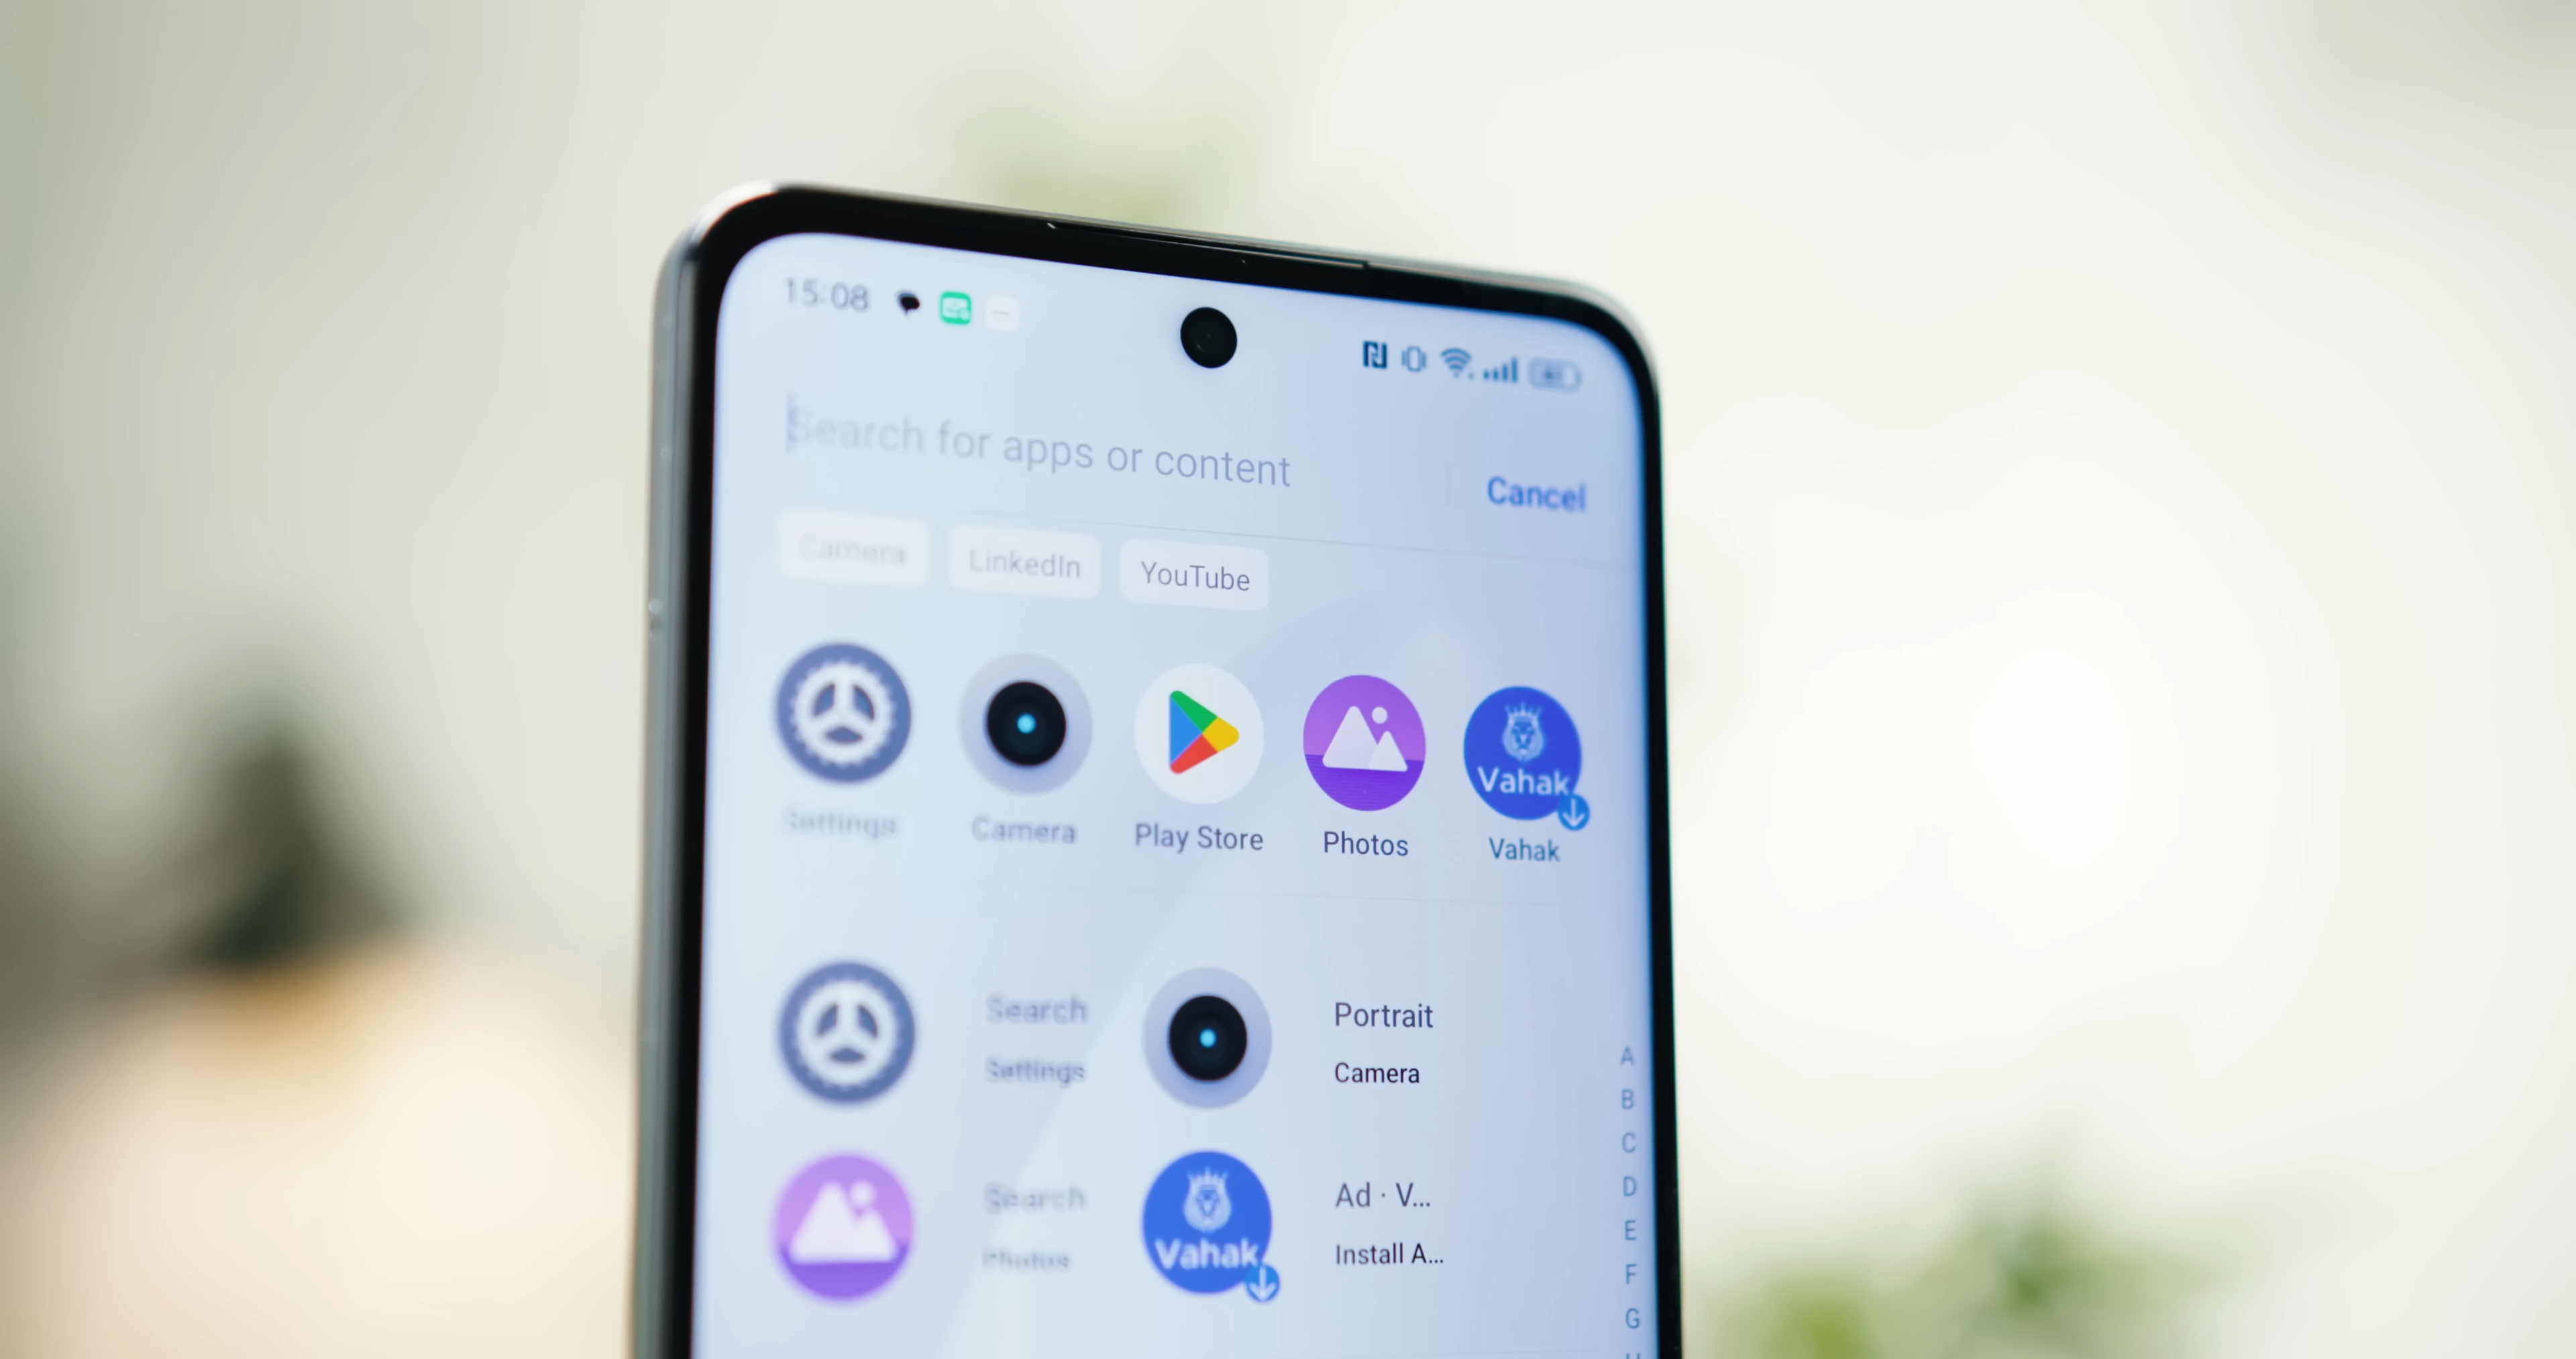 15:08
Search for apps or content
Cancel
Camera LinkedIn YouTube
Vahak
Settings Camera Play Store Photos Vahak
Search Portrait
Settings Camera
Vahak
Search Ad · V...
Photos Install A...
A
B
C
D
E
F
G